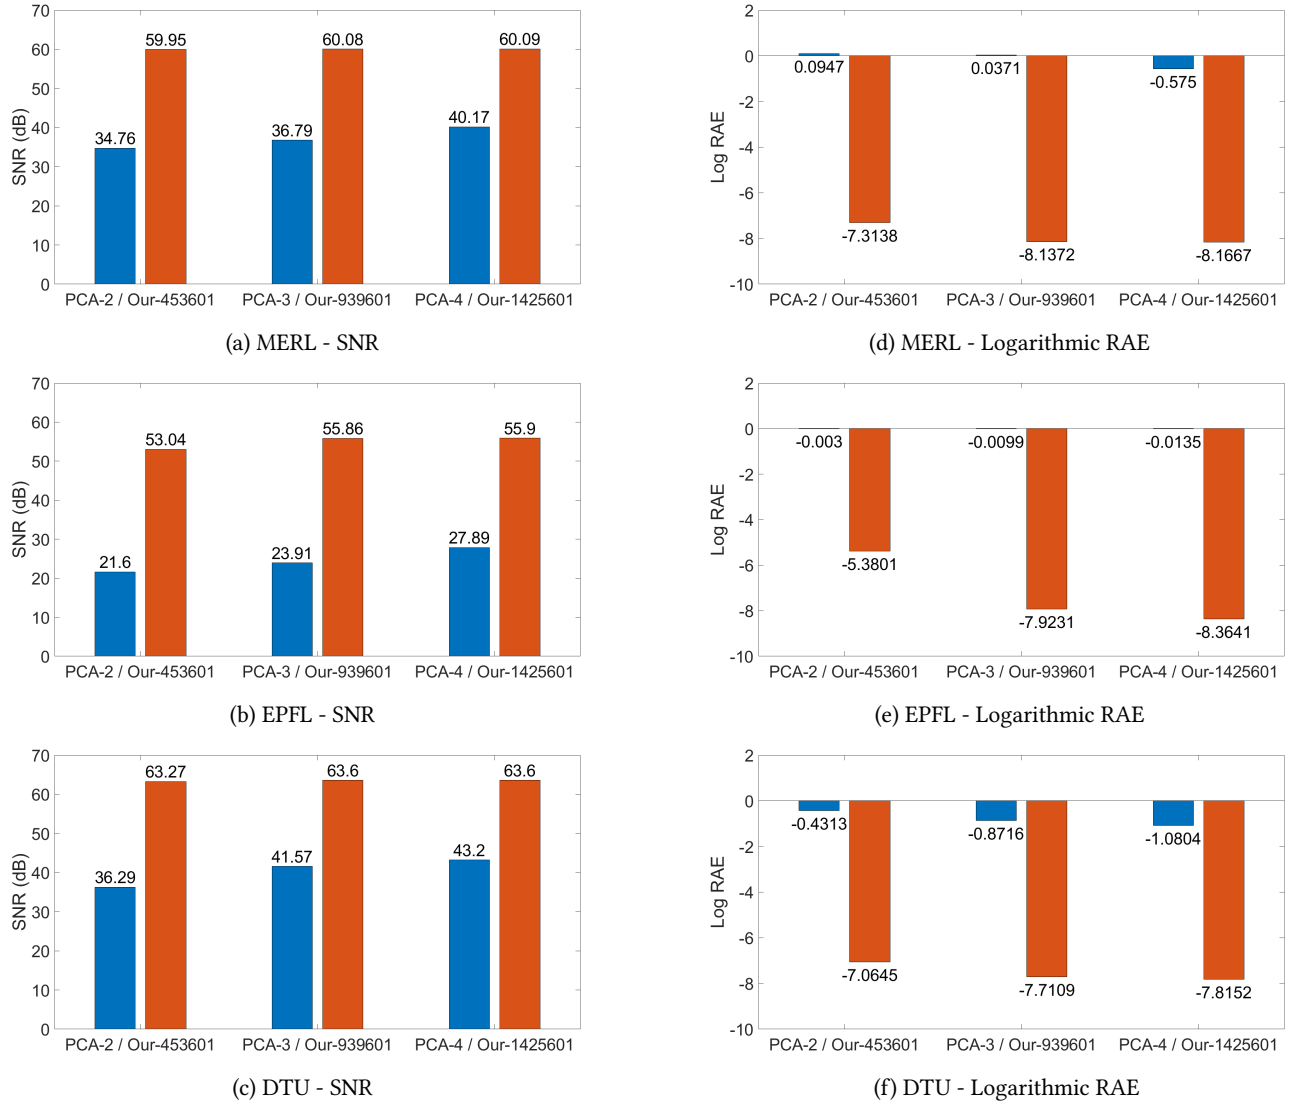 70
60
50
40
30
20
10
0
SNR (dB)
34.76
59.95
36.79
60.08
40.17
60.09
PCA-2 / Our-453601
PCA-3 / Our-939601
PCA-4 / Our-1425601
(a) MERL - SNR
2
0
-2
-4
-6
-8
-10
Log RAE
0.0947
-7.3138
0.0371
-8.1372
-0.575
-8.1667
PCA-2 / Our-453601
PCA-3 / Our-939601
PCA-4 / Our-1425601
(d) MERL - Logarithmic RAE
70
60
50
40
30
20
10
0
SNR (dB)
21.6
53.04
23.91
55.86
27.89
55.9
PCA-2 / Our-453601
PCA-3 / Our-939601
PCA-4 / Our-1425601
(b) EPFL - SNR
2
0
-2
-4
-6
-8
-10
Log RAE
-0.003
-5.3801
-0.0099
-7.9231
-0.0135
-8.3641
PCA-2 / Our-453601
PCA-3 / Our-939601
PCA-4 / Our-1425601
(e) EPFL - Logarithmic RAE
70
60
50
40
30
20
10
0
SNR (dB)
36.29
63.27
41.57
63.6
43.2
63.6
PCA-2 / Our-453601
PCA-3 / Our-939601
PCA-4 / Our-1425601
(c) DTU - SNR
2
0
-2
-4
-6
-8
-10
Log RAE
-0.4313
-7.0645
-0.8716
-7.7109
-1.0804
-7.8152
PCA-2 / Our-453601
PCA-3 / Our-939601
PCA-4 / Our-1425601
(f) DTU - Logarithmic RAE